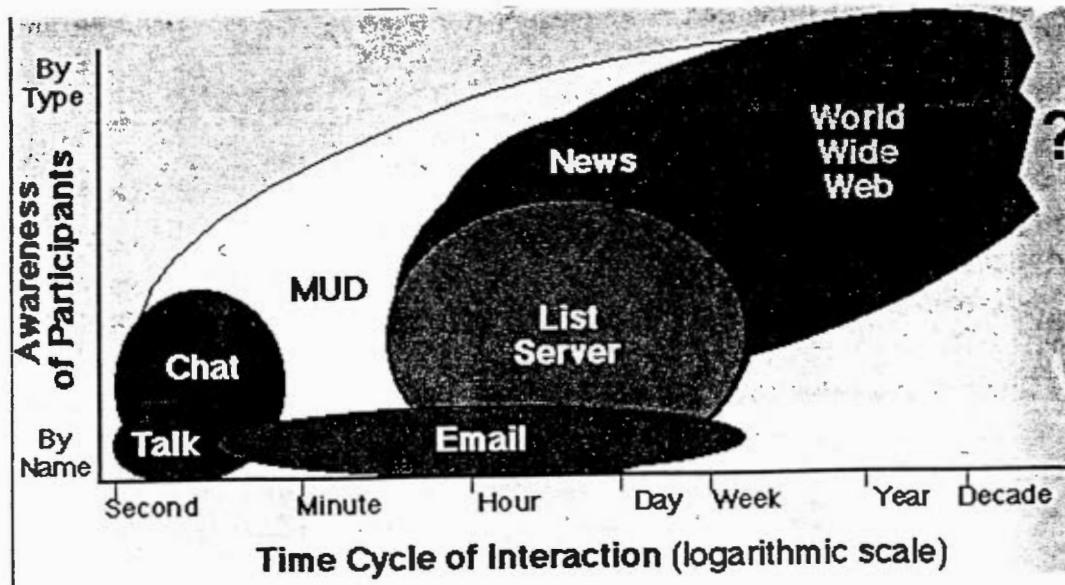 By
Type
Awareness
of Participants
By
Name
News
World
Wide
Web
?
MUD
List
Server
Chat
Talk
Email
Second
Minute
Hour
Day
Week
Year
Decade
Time Cycle of Interaction (logarithmic scale)